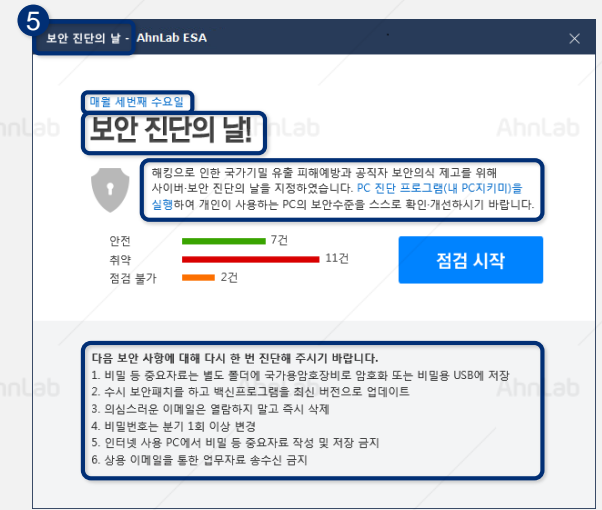 5
보안 진단의 날 - AhnLab ESA
매월 세번째 수요일
보안 진단의 날!
해킹으로 인한 국가기밀 유출 피해예방과 공직자 보안의식 제고를 위해
사이버·보안 진단의 날을 지정하였습니다. PC 진단 프로그램(내 PC지키미)을
실행하여 개인이 사용하는 PC의 보안수준을 스스로 확인·개선하시기 바랍니다.
안전 7건
취약 11건
점검 불가 2건
점검 시작
다음 보안 사항에 대해 다시 한 번 진단해 주시기 바랍니다.
1. 비밀 등 중요자료는 별도 폴더에 국가용암호장비로 암호화 또는 비밀용 USB에 저장
2. 수시 보안패치를 하고 백신프로그램을 최신 버전으로 업데이트
3. 의심스러운 이메일은 열람하지 말고 즉시 삭제
4. 비밀번호는 분기 1회 이상 변경
5. 인터넷 사용 PC에서 비밀 등 중요자료 작성 및 저장 금지
6. 상용 이메일을 통한 업무자료 송수신 금지
AhnLab